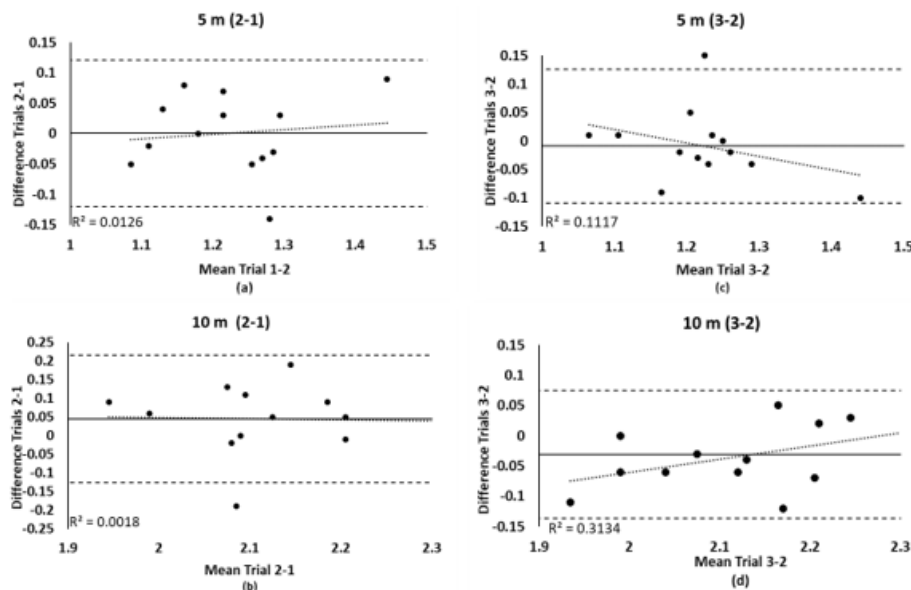 5 m (2-1)
Difference Trials 2-1
0.15
0.1
0.05
0
-0.05
-0.1
-0.15
R² = 0.0126
1 1.1 1.2 1.3 1.4 1.5
Mean Trial 1-2
(a)
5 m (3-2)
Difference Trials 3-2
0.15
0.1
0.05
0
-0.05
-0.1
-0.15
R² = 0.1117
1 1.1 1.2 1.3 1.4 1.5
Mean Trial 3-2
(c)
10 m (2-1)
Difference Trials 2-1
0.25
0.2
0.15
0.1
0.05
0
-0.05
-0.1
-0.15
-0.2
-0.25
R² = 0.0018
1.9 2 2.1 2.2 2.3
Mean Trial 2-1
(b)
10 m (3-2)
Difference Trials 3-2
0.15
0.1
0.05
0
-0.05
-0.1
-0.15
R² = 0.3134
1.9 2 2.1 2.2 2.3
Mean Trial 3-2
(d)